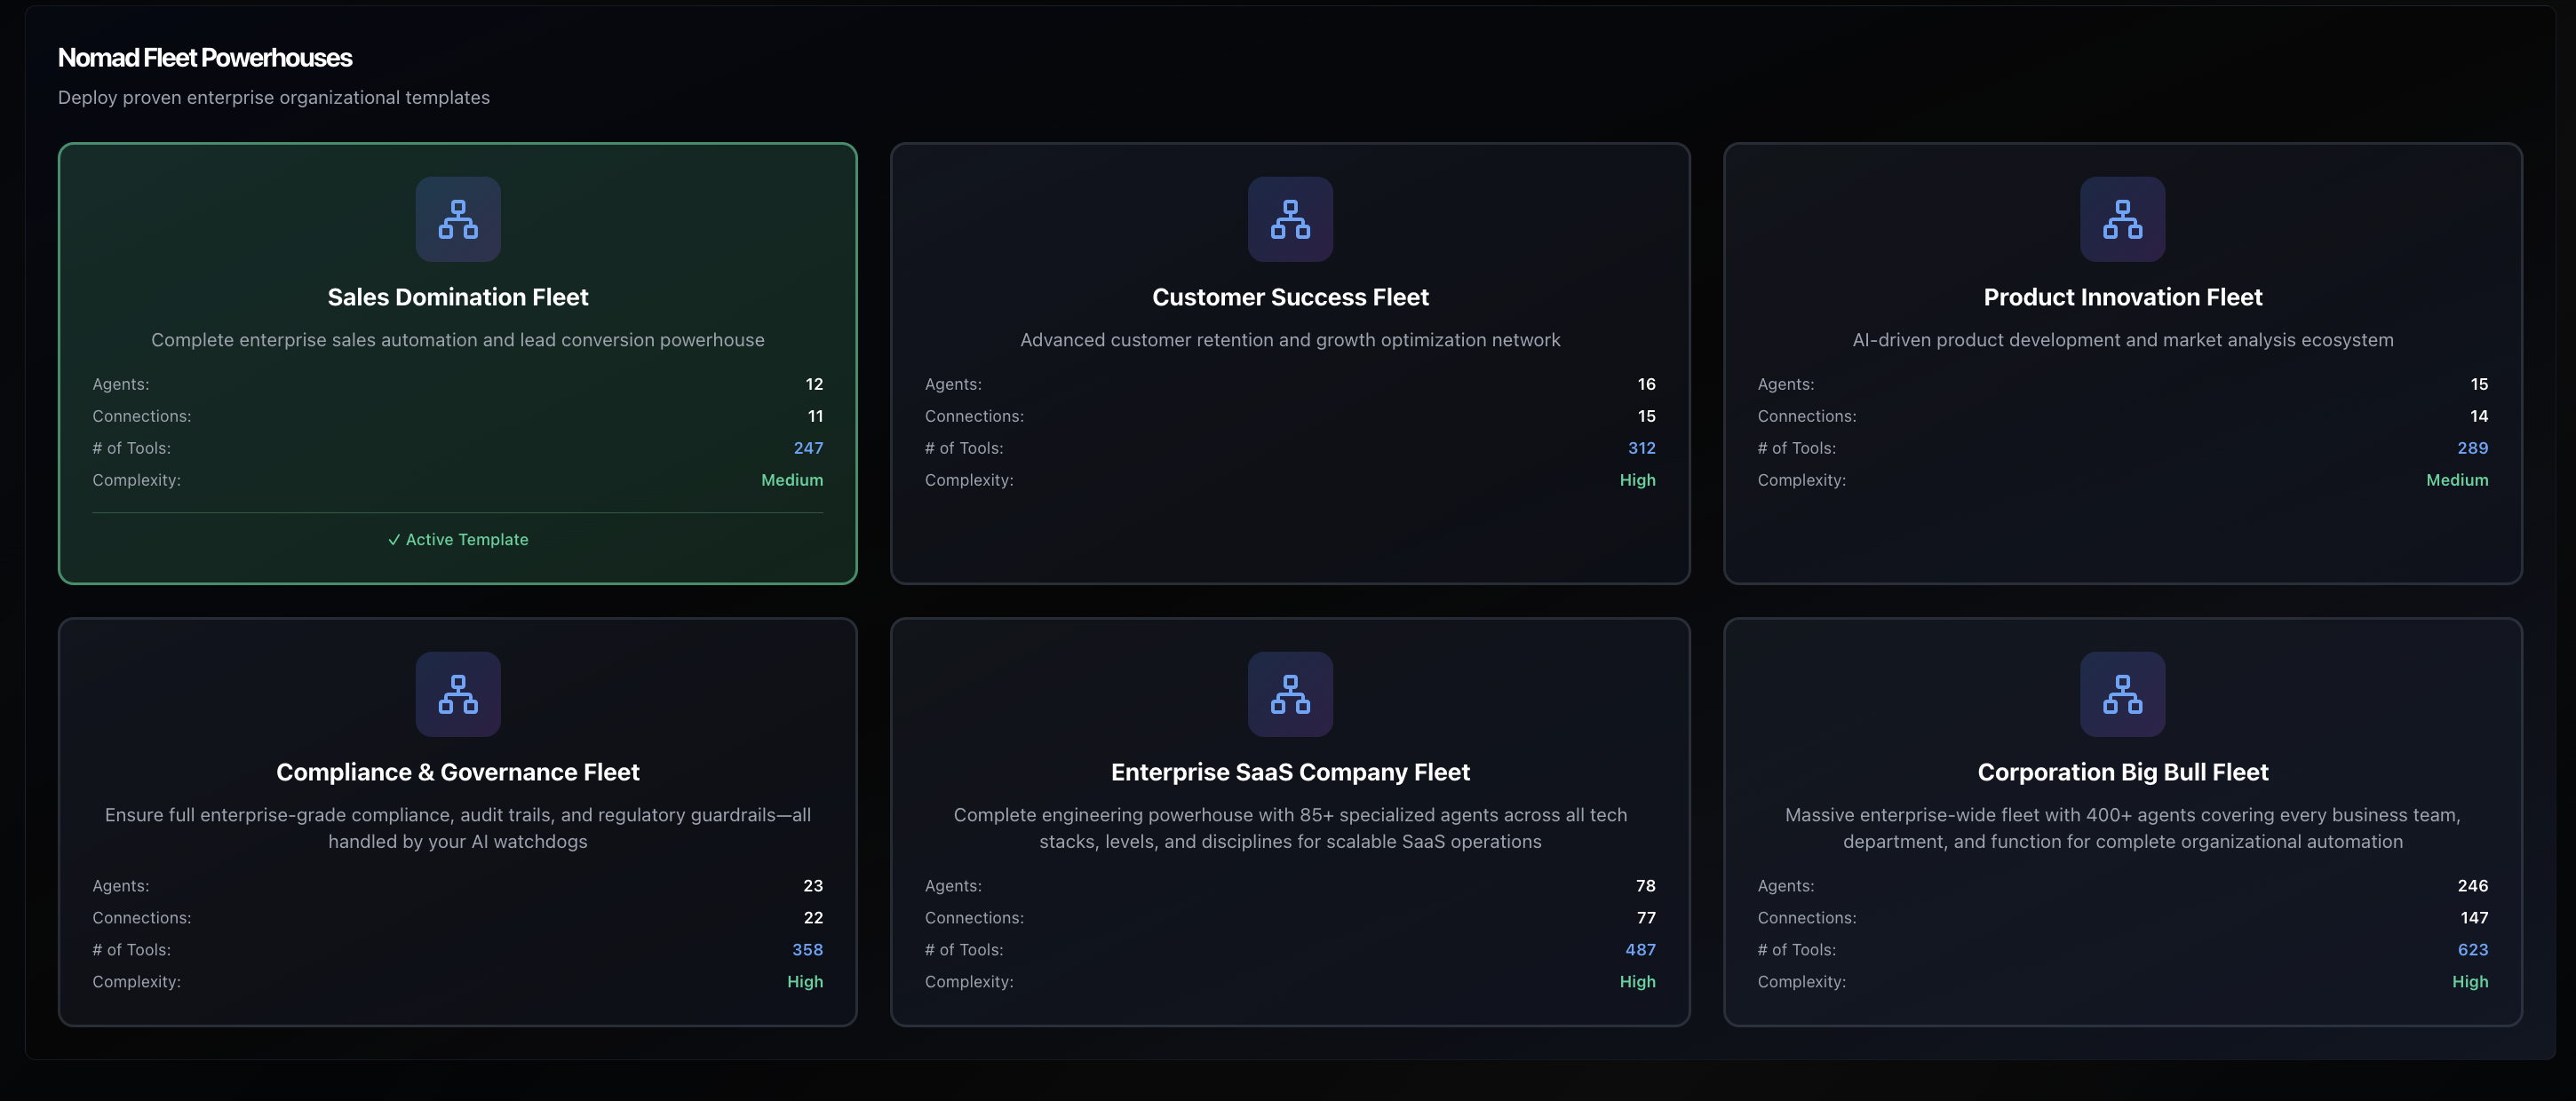 Nomad Fleet Powerhouses
Deploy proven enterprise organizational templates
Sales Domination Fleet
Complete enterprise sales automation and lead conversion powerhouse
Agents: 12
Connections: 11
# of Tools: 247
Complexity: Medium
✓ Active Template
Customer Success Fleet
Advanced customer retention and growth optimization network
Agents: 16
Connections: 15
# of Tools: 312
Complexity: High
Product Innovation Fleet
AI-driven product development and market analysis ecosystem
Agents: 15
Connections: 14
# of Tools: 289
Complexity: Medium
Compliance & Governance Fleet
Ensure full enterprise-grade compliance, audit trails, and regulatory guardrails—all
handled by your AI watchdogs
Agents: 23
Connections: 22
# of Tools: 358
Complexity: High
Enterprise SaaS Company Fleet
Complete engineering powerhouse with 85+ specialized agents across all tech
stacks, levels, and disciplines for scalable SaaS operations
Agents: 78
Connections: 77
# of Tools: 487
Complexity: High
Corporation Big Bull Fleet
Massive enterprise-wide fleet with 400+ agents covering every business team,
department, and function for complete organizational automation
Agents: 246
Connections: 147
# of Tools: 623
Complexity: High